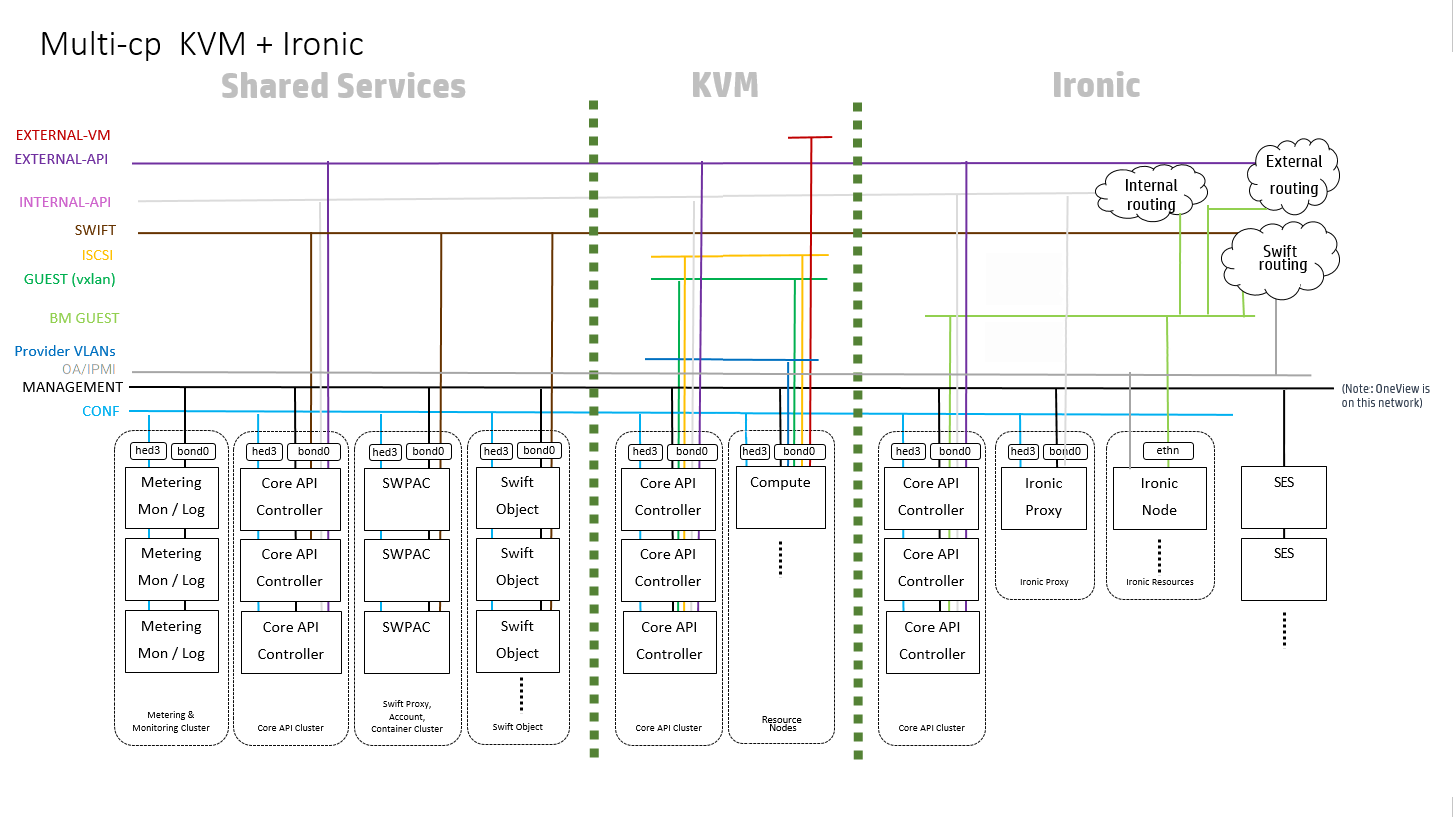 Multi-cp KVM + Ironic
Shared Services
KVM
Ironic
EXTERNAL-VM
EXTERNAL-API
INTERNAL-API
SWIFT
ISCSI
GUEST (vxlan)
BM GUEST
Provider VLANs
OA/IPMI
MANAGEMENT
CONF
External
routing
Internal
routing
Swift
routing
(Note: OneView is
on this network)
hed3
bond0
Metering
Mon / Log
Metering
Mon / Log
Metering
Mon / Log
Metering &
Monitoring Cluster
hed3
bond0
Core API
Controller
Core API
Controller
Core API
Controller
Core API Cluster
hed3
bond0
SWPAC
SWPAC
SWPAC
Swift Proxy,
Account,
Container Cluster
hed3
bond0
Swift
Object
Swift
Object
Swift
Object
Swift Object
hed3
bond0
Core API
Controller
Core API
Controller
Core API
Controller
Core API Cluster
hed3
bond0
Compute
Resource
Nodes
hed3
bond0
Core API
Controller
Core API
Controller
Core API
Controller
Core API Cluster
hed3
bond0
Ironic
Proxy
Ironic Proxy
ethn
Ironic
Node
Ironic Resources
SES
SES